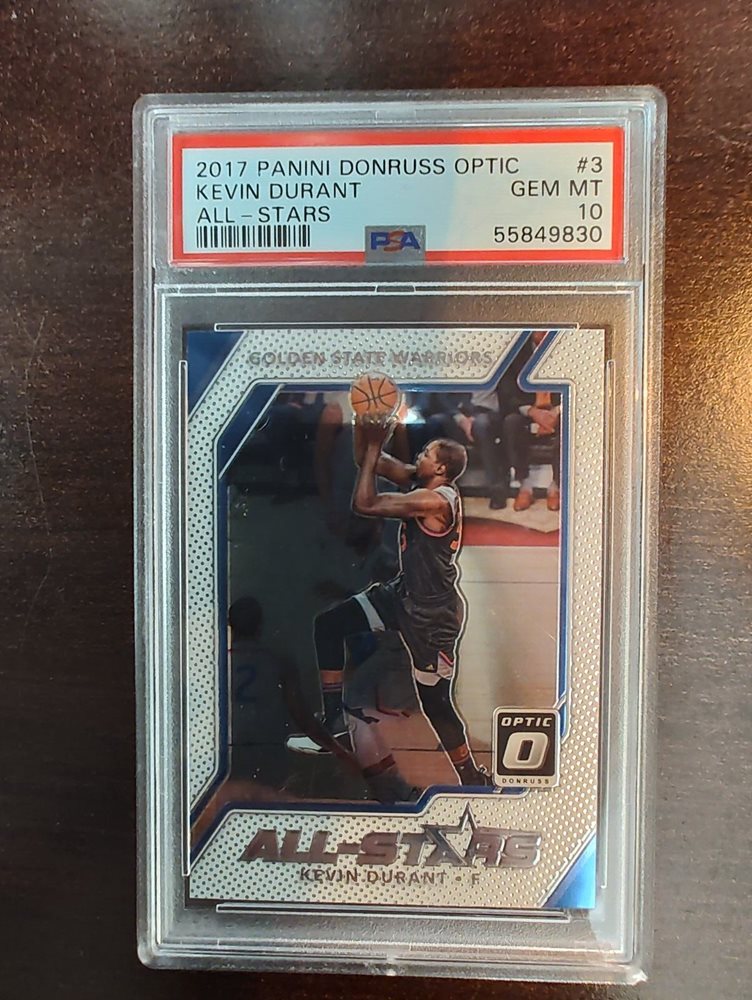 2017 PANINI DONRUSS OPTIC #3
KEVIN DURANT GEM MT
ALL-STARS 10
PSA 55849830
GOLDEN STATE WARRIORS
2
OPTIC
O
DONRUSS
ALL-STARS
KEVIN DURANT • F